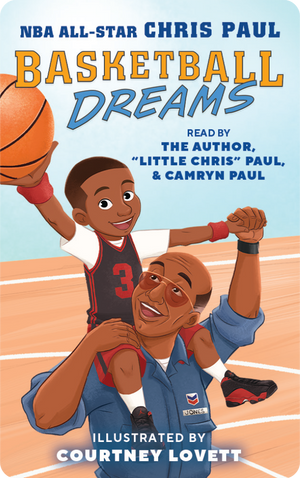 NBA ALL-STAR CHRIS PAUL
BASKETBALL
DREAMS
READ BY
THE AUTHOR,
"LITTLE CHRIS" PAUL,
& CAMRYN PAUL
3
JONES
ILLUSTRATED BY
COURTNEY LOVETT